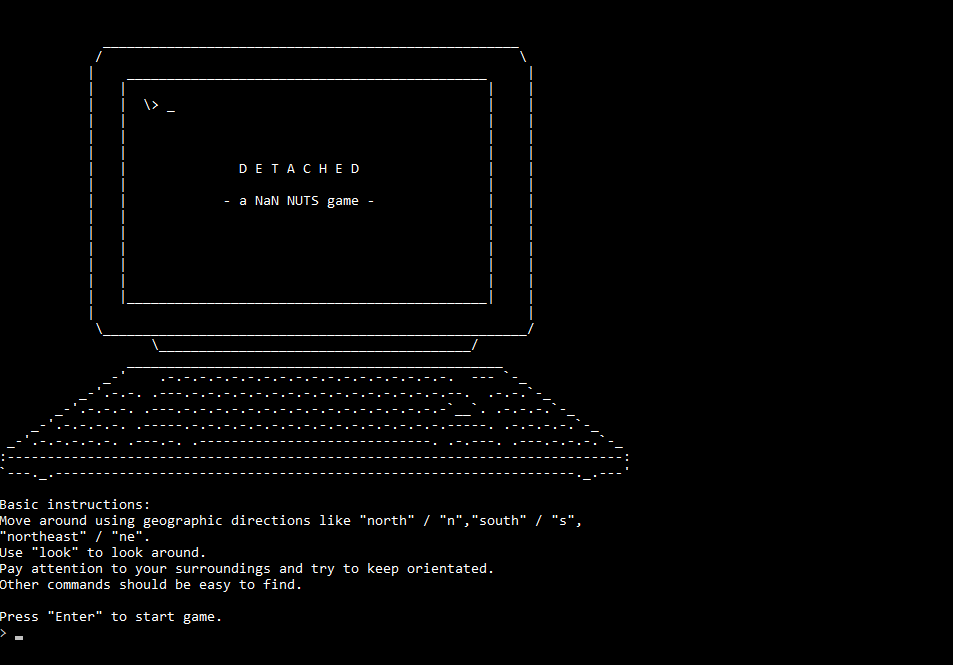 \> _
D E T A C H E D
- a NaN NUTS game -
Basic instructions:
Move around using geographic directions like "north" / "n","south" / "s",
"northeast" / "ne".
Use "look" to look around.
Pay attention to your surroundings and try to keep orientated.
Other commands should be easy to find.
Press "Enter" to start game.
> _